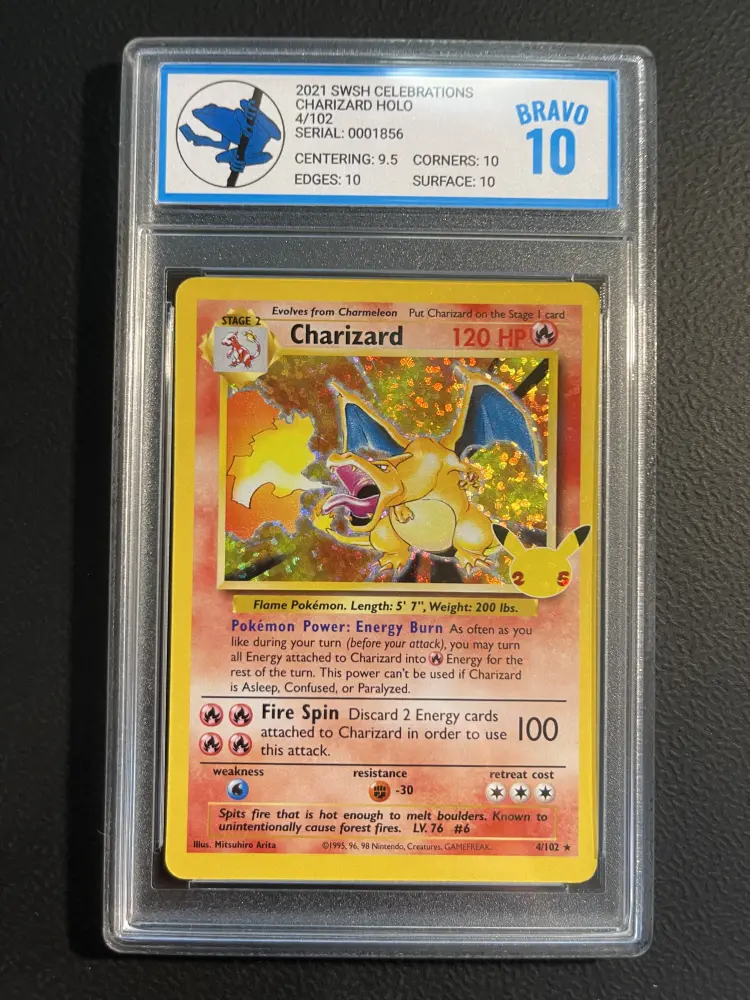 2021 SWSH CELEBRATIONS
CHARIZARD HOLO
4/102
SERIAL: 0001856
CENTERING: 9.5 CORNERS: 10
EDGES: 10 SURFACE: 10
BRAVO
10
Evolves from Charmeleon Put Charizard on the Stage 1 card
STAGE 2
Charizard 120 HP
25
Flame Pokémon. Length: 5' 7", Weight: 200 lbs.
Pokémon Power: Energy Burn As often as you
like during your turn (before your attack), you may turn
all Energy attached to Charizard into Energy for the
rest of the turn. This power can't be used if Charizard
is Asleep, Confused, or Paralyzed.
Fire Spin Discard 2 Energy cards
attached to Charizard in order to use 100
this attack.
weakness resistance retreat cost
-30
Spits fire that is hot enough to melt boulders. Known to
unintentionally cause forest fires. LV. 76 #6
Illus. Mitsuhiro Arita ©1995, 96, 98 Nintendo, Creatures, GAMEFREAK. 4/102 ★